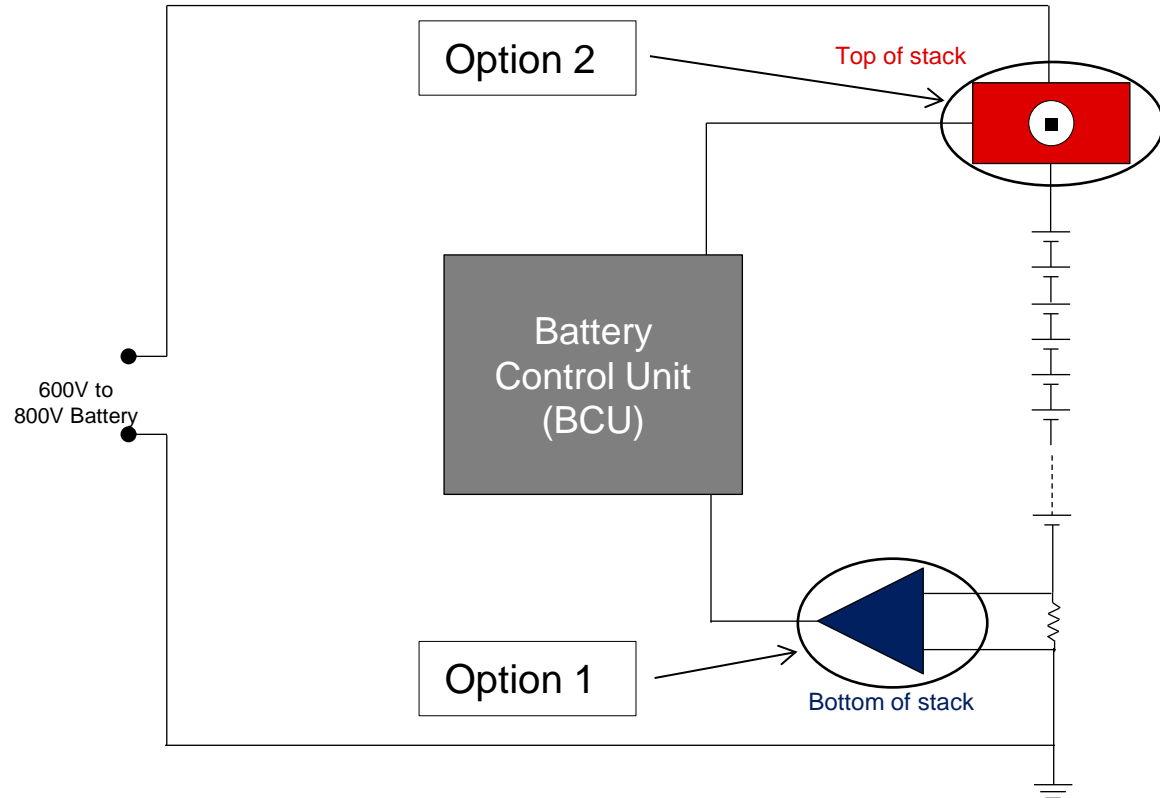 Option 2
Top of stack
Battery
Control Unit
(BCU)
600V to
800V Battery
Option 1
Bottom of stack